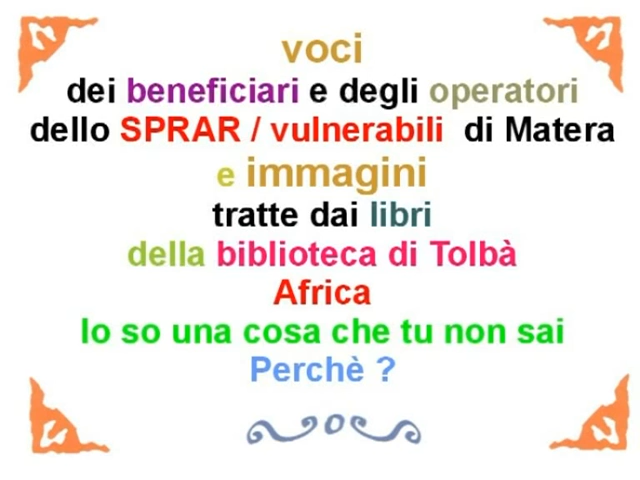 voci
dei beneficiari e degli operatori
dello SPRAR / vulnerabili di Matera
e immagini
tratte dai libri
della biblioteca di Tolbà
Africa
Io so una cosa che tu non sai
Perchè ?